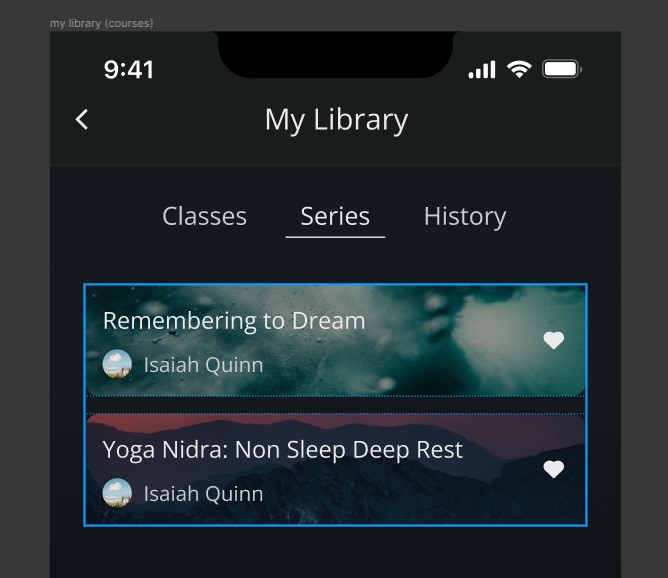 my library (courses)
9:41
My Library
Classes Series History
Remembering to Dream
Isaiah Quinn
Yoga Nidra: Non Sleep Deep Rest
Isaiah Quinn